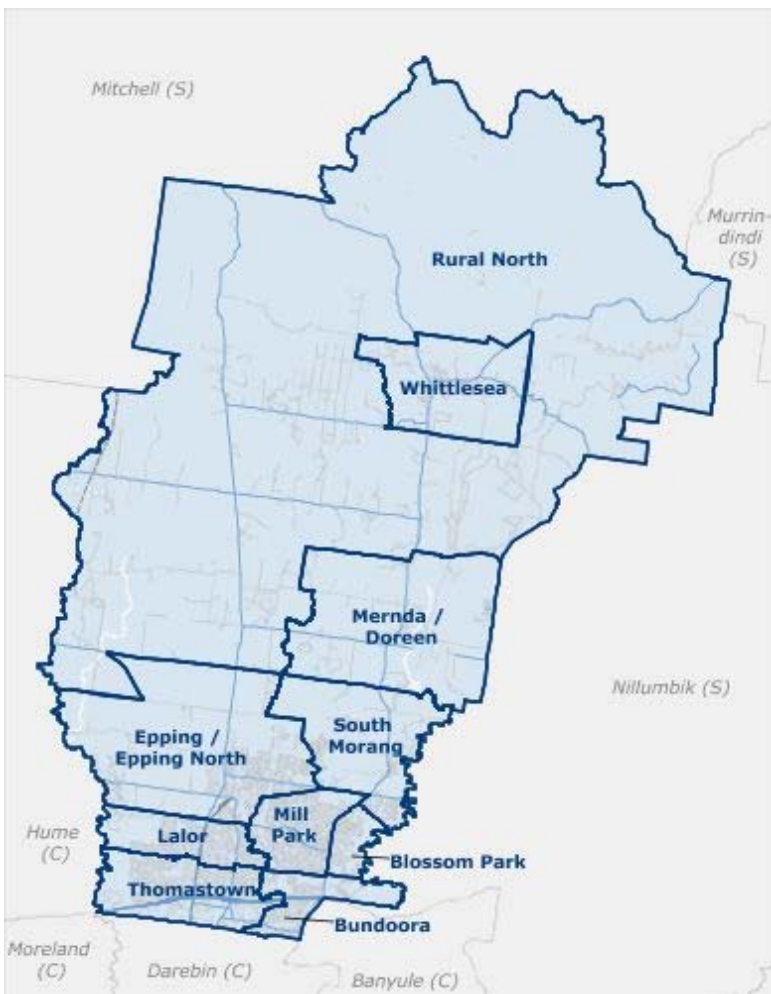 Mitchell (S)
Murrin-
dindi
(S)
Rural North
Whittlesea
Mernda /
Doreen
Nillumbik (S)
South
Morang
Epping /
Epping North
Mill
Park
Hume
(C)
Lalor
Blossom Park
Thomastown
Bundoora
Moreland
(C)
Darebin (C)
Banyule (C)